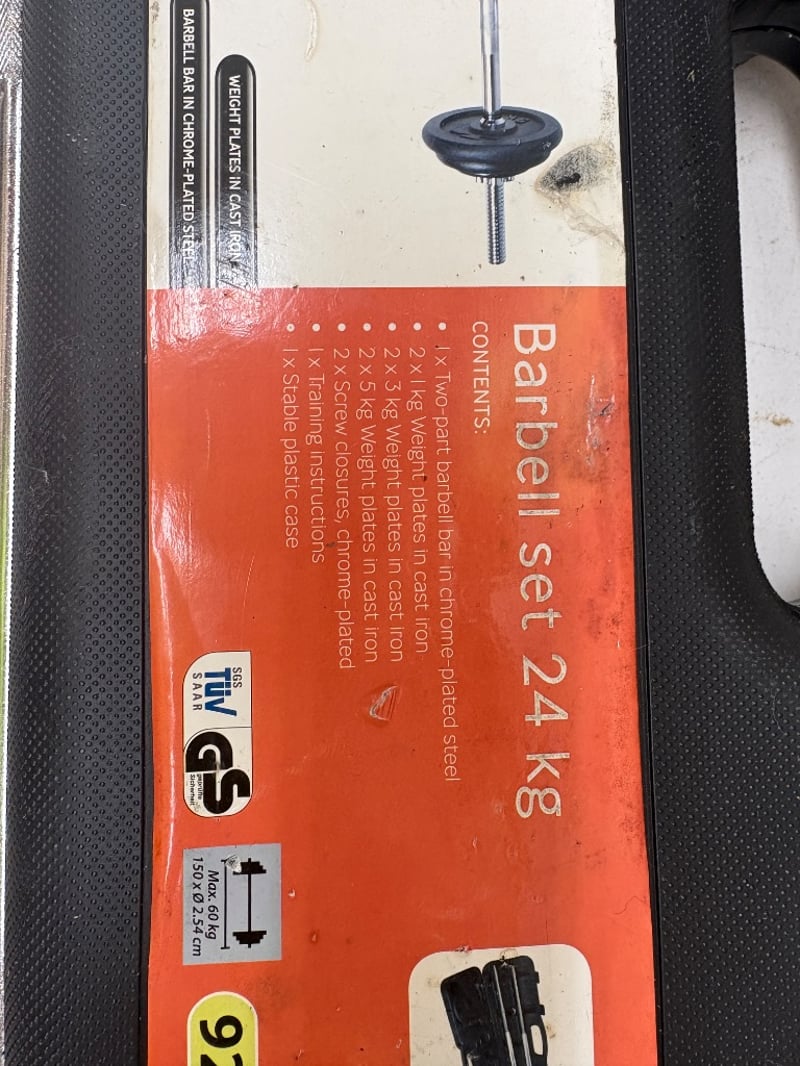 BARBELL BAR IN CHROME-PLATED STEEL
WEIGHT PLATES IN CAST IRON
Barbell set 24 kg
CONTENTS:
• 1x Two-part barbell bar in chrome-plated steel
• 2 x 1 kg Weight plates in cast iron
• 2 x 3 kg Weight plates in cast iron
• 2 x 5 kg Weight plates in cast iron
• 2 x Screw closures, chrome-plated
• 1 x Training instructions
• 1 x Stable plastic case
SGS
TÜV
SAAR
GS
geprüfte
Sicherheit
Max. 60 kg
150 x Ø 2.54 cm
92